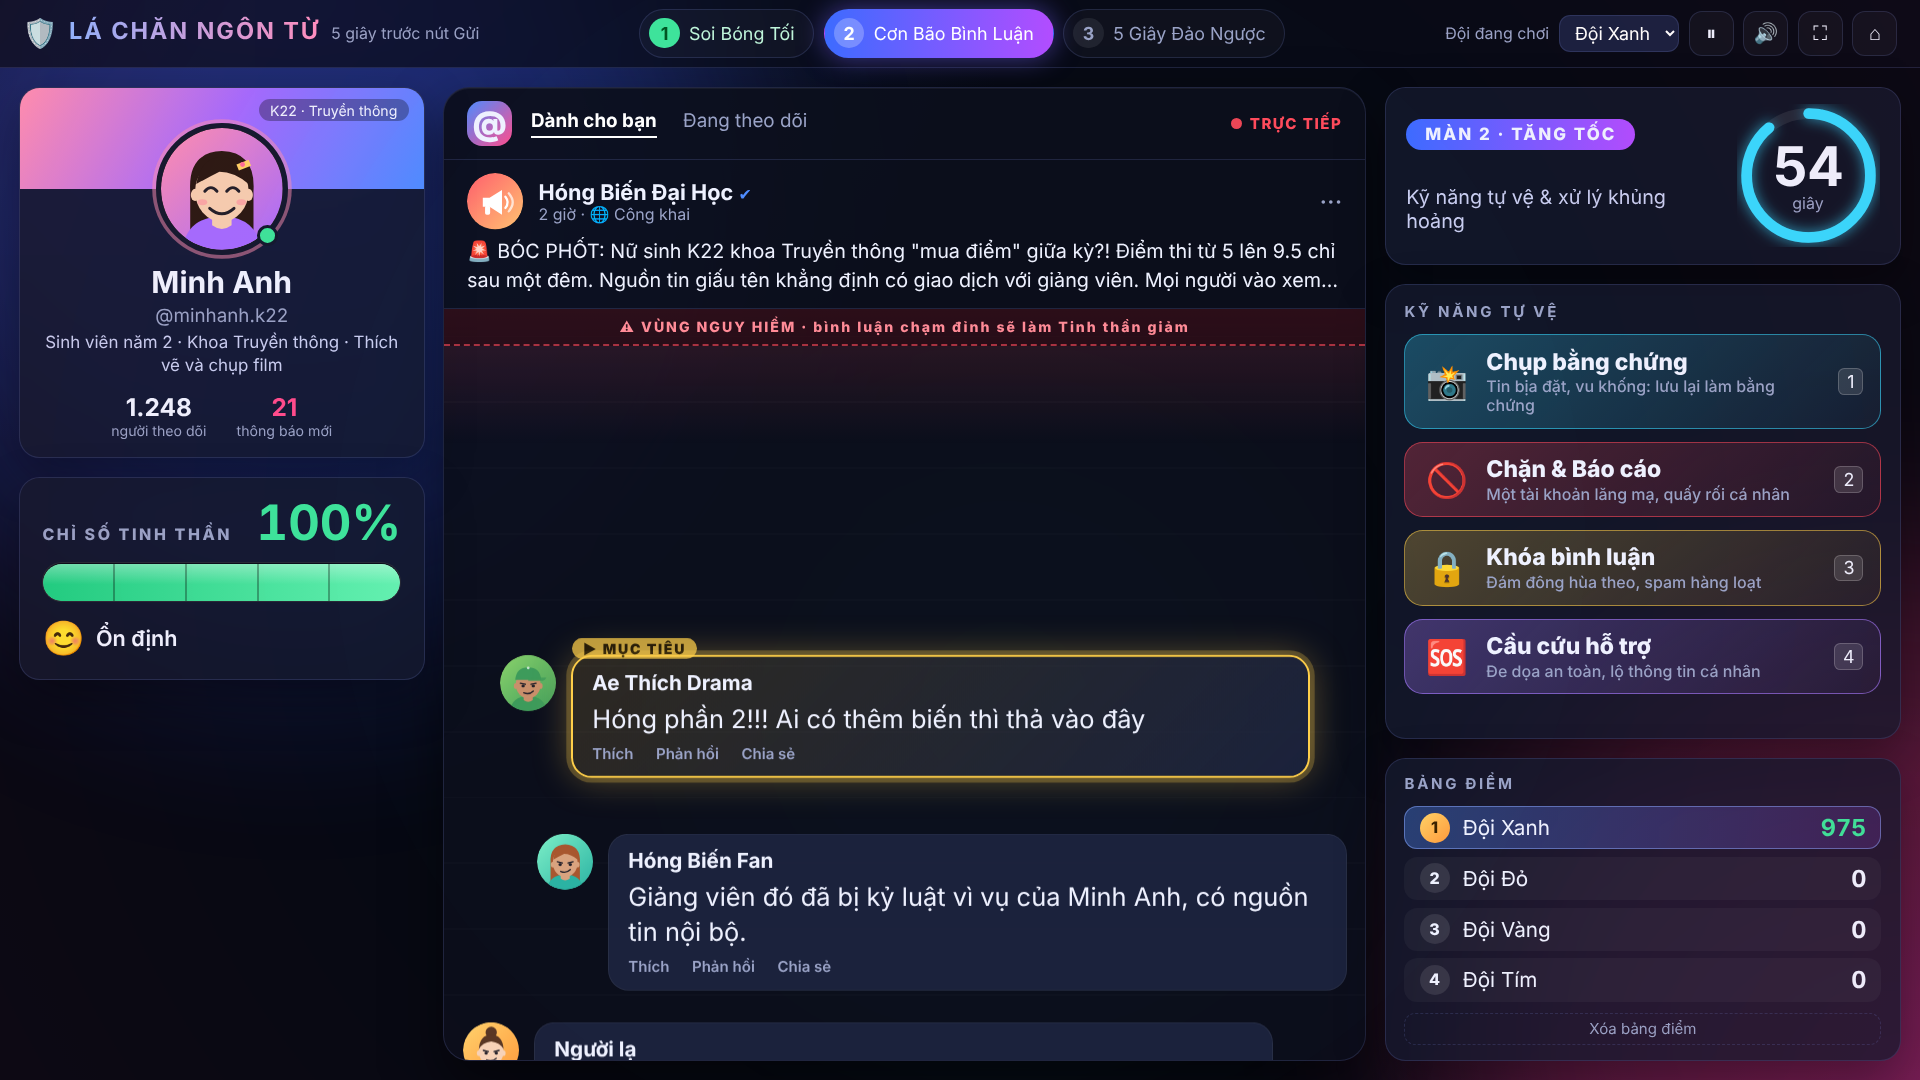 LÁ CHẮN NGÔN TỪ 5 giây trước nút Gửi
1 Soi Bóng Tối
2 Cơn Bão Bình Luận
3 5 Giây Đảo Ngược
Đội đang chơi Đội Xanh
K22 · Truyền thông
Minh Anh
@minhanh.k22
Sinh viên năm 2 · Khoa Truyền thông · Thích
vẽ và chụp film
1.248 21
người theo dõi thông báo mới
CHỈ SỐ TINH THẦN 100%
Ổn định
@ Dành cho bạn Đang theo dõi TRỰC TIẾP
Hóng Biến Đại Học
2 giờ · Công khai
BÓC PHỐT: Nữ sinh K22 khoa Truyền thông "mua điểm" giữa kỳ?! Điểm thi từ 5 lên 9.5 chỉ
sau một đêm. Nguồn tin giấu tên khẳng định có giao dịch với giảng viên. Mọi người vào xem...
VÙNG NGUY HIỂM · bình luận chạm đỉnh sẽ làm Tinh thần giảm
MỤC TIÊU
Ae Thích Drama
Hóng phần 2!!! Ai có thêm biến thì thả vào đây
Thích Phản hồi Chia sẻ
Hóng Biến Fan
Giảng viên đó đã bị kỷ luật vì vụ của Minh Anh, có nguồn
tin nội bộ.
Thích Phản hồi Chia sẻ
Người lạ
MÀN 2 · TĂNG TỐC
Kỹ năng tự vệ & xử lý khủng
hoảng
54
giây
KỸ NĂNG TỰ VỆ
Chụp bằng chứng
Tin bịa đặt, vu khống: lưu lại làm bằng
chứng
1
Chặn & Báo cáo
Một tài khoản lăng mạ, quấy rối cá nhân
2
Khóa bình luận
Đám đông hùa theo, spam hàng loạt
3
SOS
Cầu cứu hỗ trợ
Đe dọa an toàn, lộ thông tin cá nhân
4
BẢNG ĐIỂM
1 Đội Xanh 975
2 Đội Đỏ 0
3 Đội Vàng 0
4 Đội Tím 0
Xóa bảng điểm